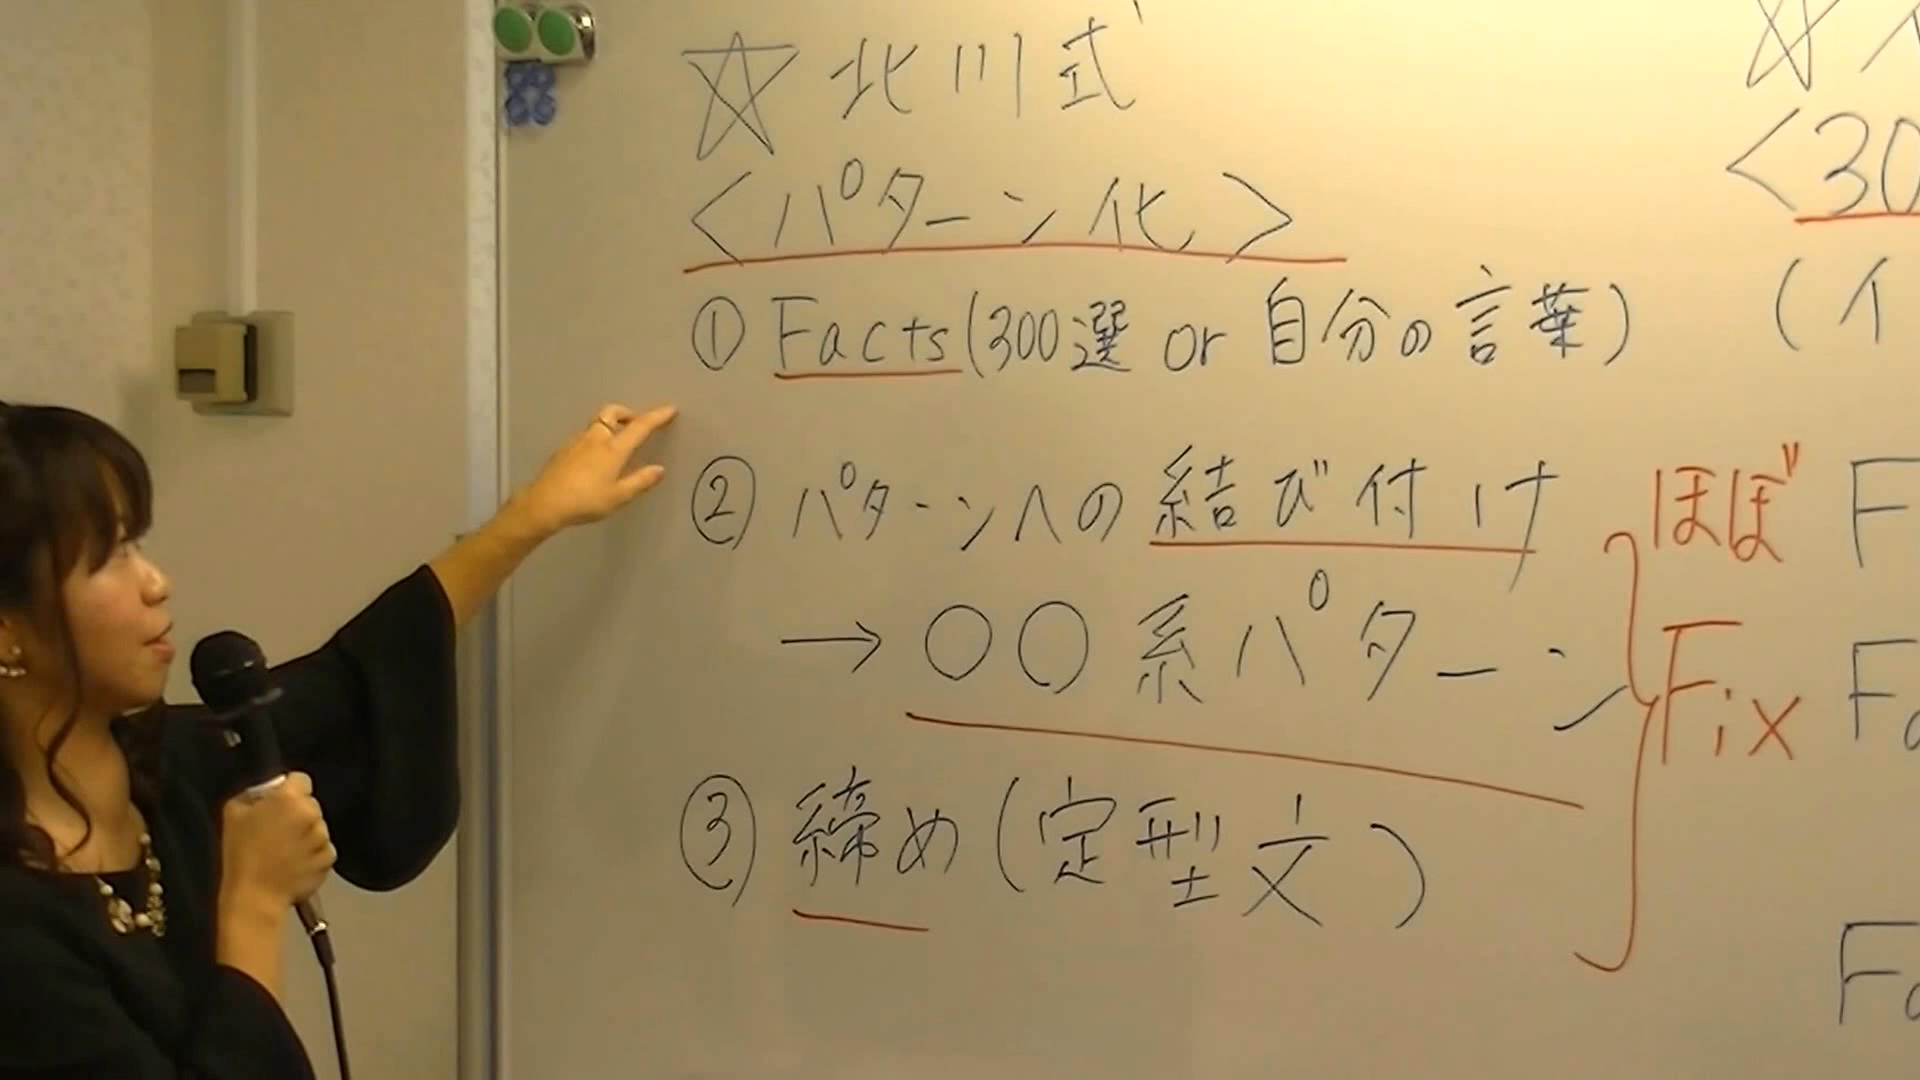 ☆北川式
<パターン化>
① Facts(300選 or 自分の言葉)
② パターンへの結び付け
→ ○○系パターン
③ 締め(定型文)
ほぼ
Fix
☆
<30
(イ
F
Fa
Fa